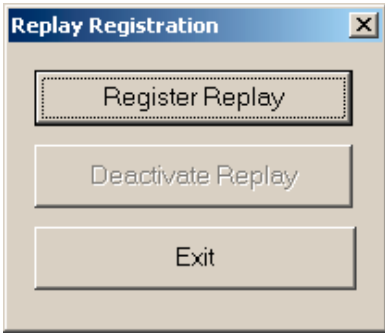 Replay Registration
Register Replay
Deactivate Replay
Exit